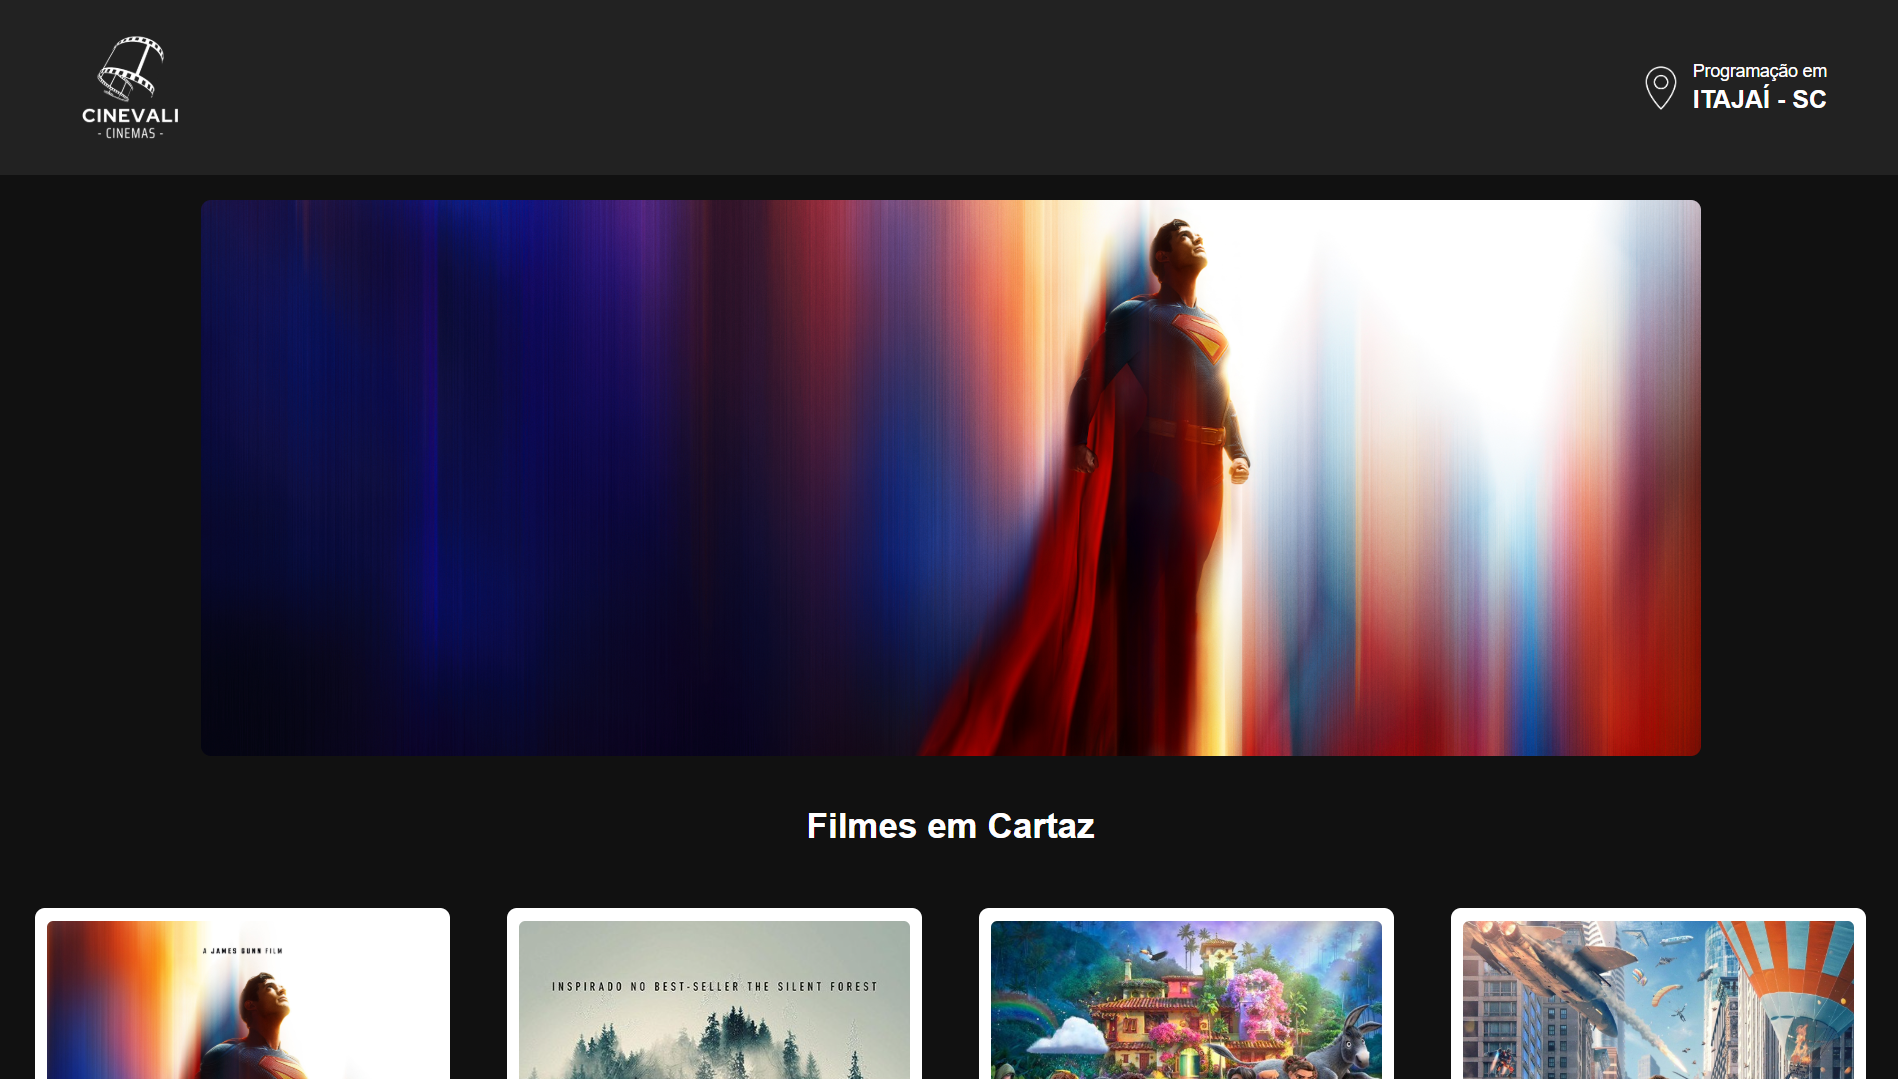 CINEVALI
- CINEMAS -
Programação em
ITAJAÍ - SC
Filmes em Cartaz
A JAMES GUNN FILM
INSPIRADO NO BEST-SELLER THE SILENT FOREST